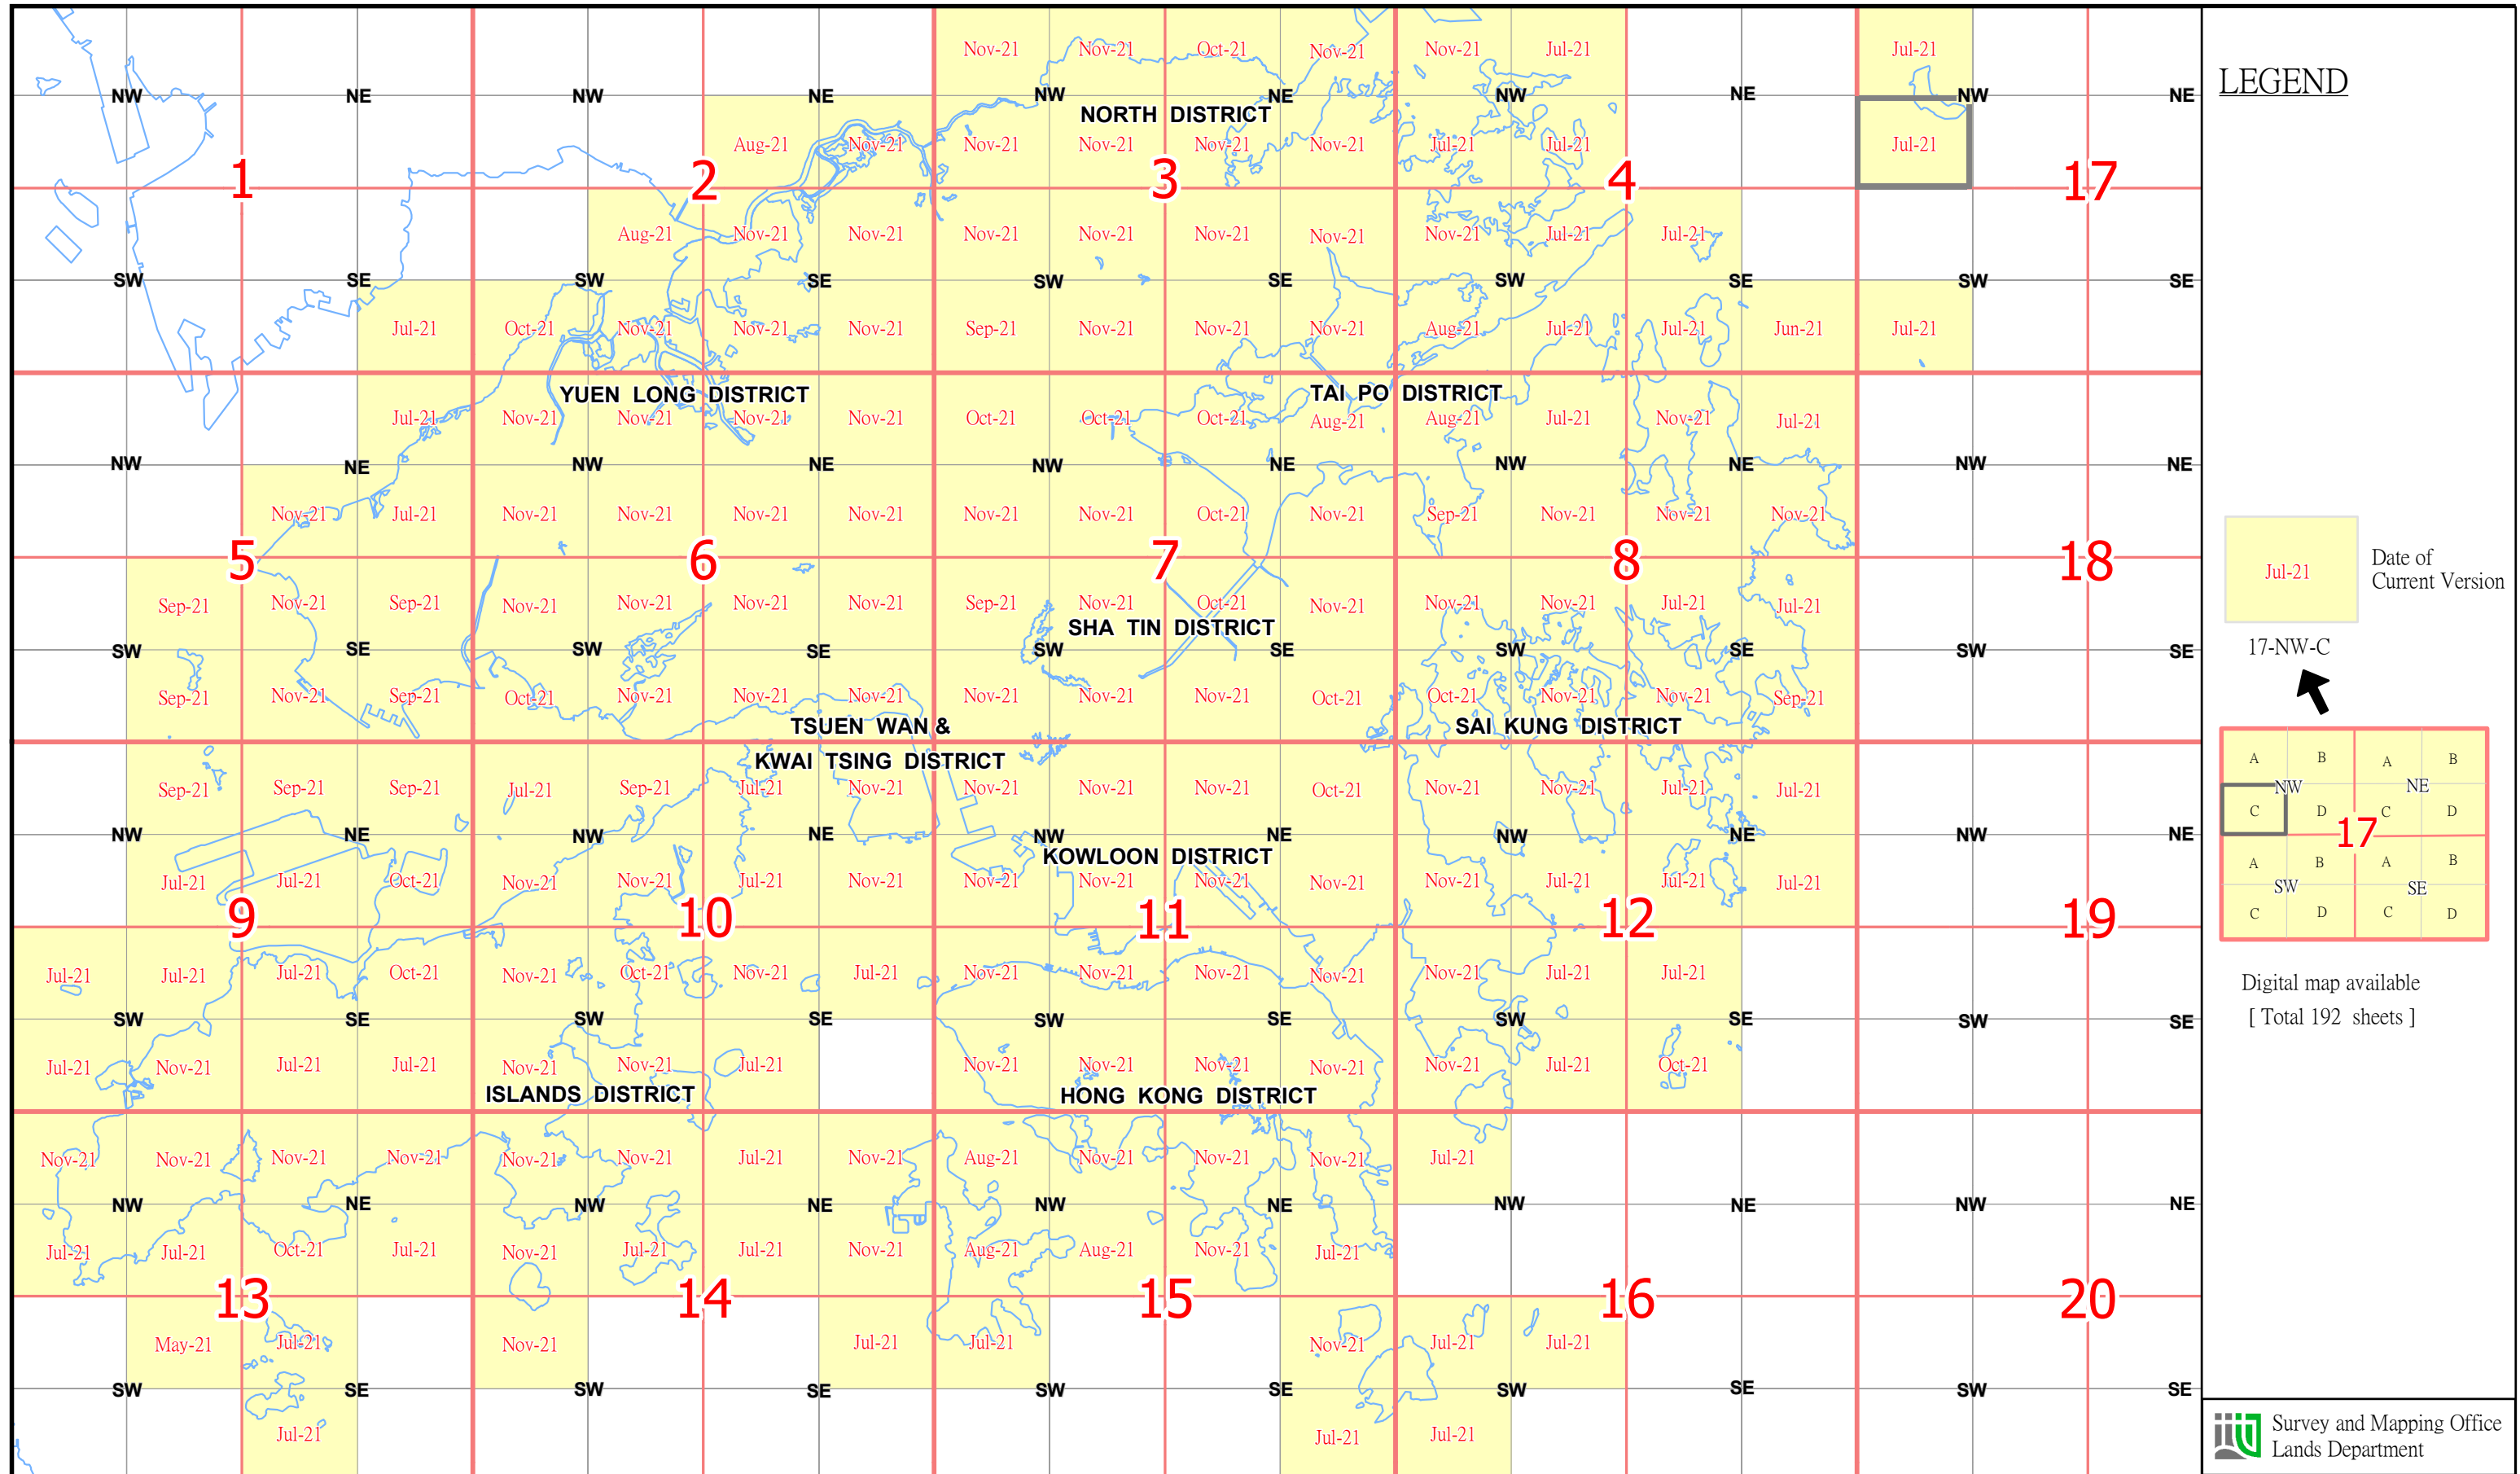 Nov-21 Nov-21 Oct-21 Nov-21 Nov-21 Jul-21 Jul-21
NW NE NW NE NW NE NW NE NW NE
NORTH DISTRICT
Aug-21 Nov-21 Nov-21 Nov-21 Nov-21 Nov-21 Jul-21 Jul-21 Jul-21
1 2 3 4 17
Aug-21 Nov-21 Nov-21 Nov-21 Nov-21 Nov-21 Nov-21 Nov-21 Jul-21 Jul-21
SW SE SW SE SW SE SW SE SW SE
Jul-21 Oct-21 Nov-21 Nov-21 Nov-21 Sep-21 Nov-21 Nov-21 Nov-21 Aug-21 Jul-21 Jul-21 Jun-21 Jul-21
YUEN LONG DISTRICT TAI PO DISTRICT
Jul-21 Nov-21 Nov-21 Nov-21 Nov-21 Oct-21 Oct-21 Oct-21 Aug-21 Aug-21 Jul-21 Nov-21 Jul-21
NW NE NW NE NW NE NW NE NW NE
Nov-21 Jul-21 Nov-21 Nov-21 Nov-21 Nov-21 Nov-21 Nov-21 Oct-21 Nov-21 Sep-21 Nov-21 Nov-21 Nov-21
5 6 7 8 18
Sep-21 Nov-21 Sep-21 Nov-21 Nov-21 Nov-21 Nov-21 Sep-21 Nov-21 Oct-21 Nov-21 Nov-21 Nov-21 Jul-21 Jul-21
SHA TIN DISTRICT
SW SE SW SE SW SE SW SE SW SE
Sep-21 Nov-21 Sep-21 Oct-21 Nov-21 Nov-21 Nov-21 Nov-21 Nov-21 Nov-21 Oct-21 Oct-21 Nov-21 Nov-21 Sep-21
TSUEN WAN & SAI KUNG DISTRICT
KWAI TSING DISTRICT
Sep-21 Sep-21 Sep-21 Jul-21 Sep-21 Jul-21 Nov-21 Nov-21 Nov-21 Nov-21 Oct-21 Nov-21 Nov-21 Jul-21 Jul-21
NW NE NW NE NW NE NW NE NW NE
KOWLOON DISTRICT
Jul-21 Jul-21 Oct-21 Nov-21 Nov-21 Jul-21 Nov-21 Nov-21 Nov-21 Nov-21 Nov-21 Nov-21 Jul-21 Jul-21 Jul-21
9 10 11 12 19
Jul-21 Jul-21 Jul-21 Oct-21 Nov-21 Oct-21 Nov-21 Jul-21 Nov-21 Nov-21 Nov-21 Nov-21 Nov-21 Jul-21 Jul-21
SW SE SW SE SW SE SW SE SW SE
Jul-21 Nov-21 Jul-21 Jul-21 Nov-21 Nov-21 Jul-21 Nov-21 Nov-21 Nov-21 Nov-21 Nov-21 Jul-21 Oct-21
ISLANDS DISTRICT HONG KONG DISTRICT
Nov-21 Nov-21 Nov-21 Nov-21 Nov-21 Nov-21 Jul-21 Nov-21 Aug-21 Nov-21 Nov-21 Nov-21 Jul-21
NW NE NW NE NW NE NW NE NW NE
Jul-21 Jul-21 Oct-21 Jul-21 Nov-21 Jul-21 Jul-21 Nov-21 Aug-21 Aug-21 Nov-21 Jul-21
13 14 15 16 20
May-21 Jul-21 Nov-21 Jul-21 Jul-21 Nov-21 Jul-21 Jul-21
SW SE SW SE SW SE SW SE SW SE
Jul-21 Jul-21 Jul-21
LEGEND
Jul-21
Date of
Current Version
17-NW-C
A B A B
NW NE
C D C D
17
A B A B
SW SE
C D C D
Digital map available
[ Total 192 sheets ]
Survey and Mapping Office
Lands Department